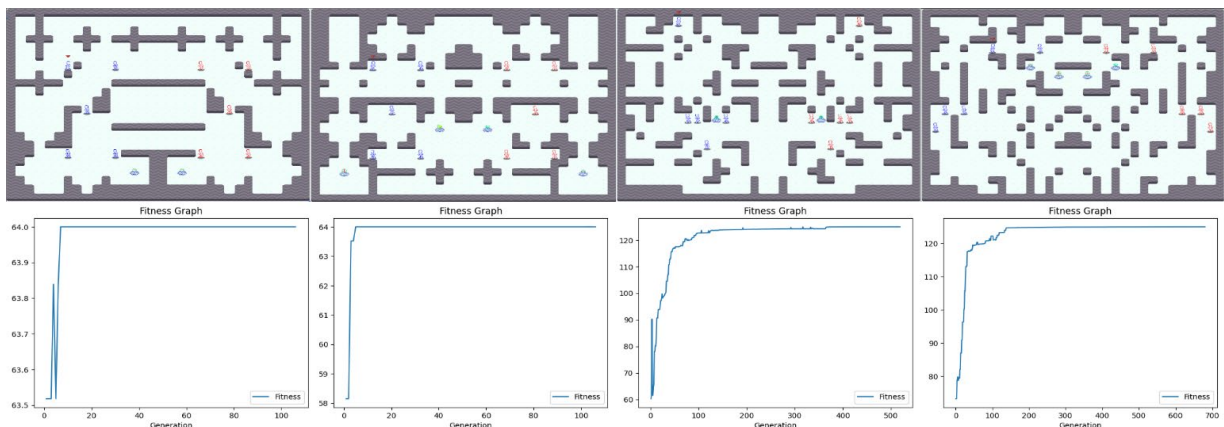 Fitness Graph
64.0
63.9
63.8
63.7
63.6
63.5
0 20 40 60 80 100
Generation
Fitness
Fitness Graph
64
63
62
61
60
59
58
0 20 40 60 80 100
Generation
Fitness
Fitness Graph
120
110
100
90
80
70
60
0 100 200 300 400 500
Generation
Fitness
Fitness Graph
120
110
100
90
80
0 100 200 300 400 500 600 700
Generation
Fitness